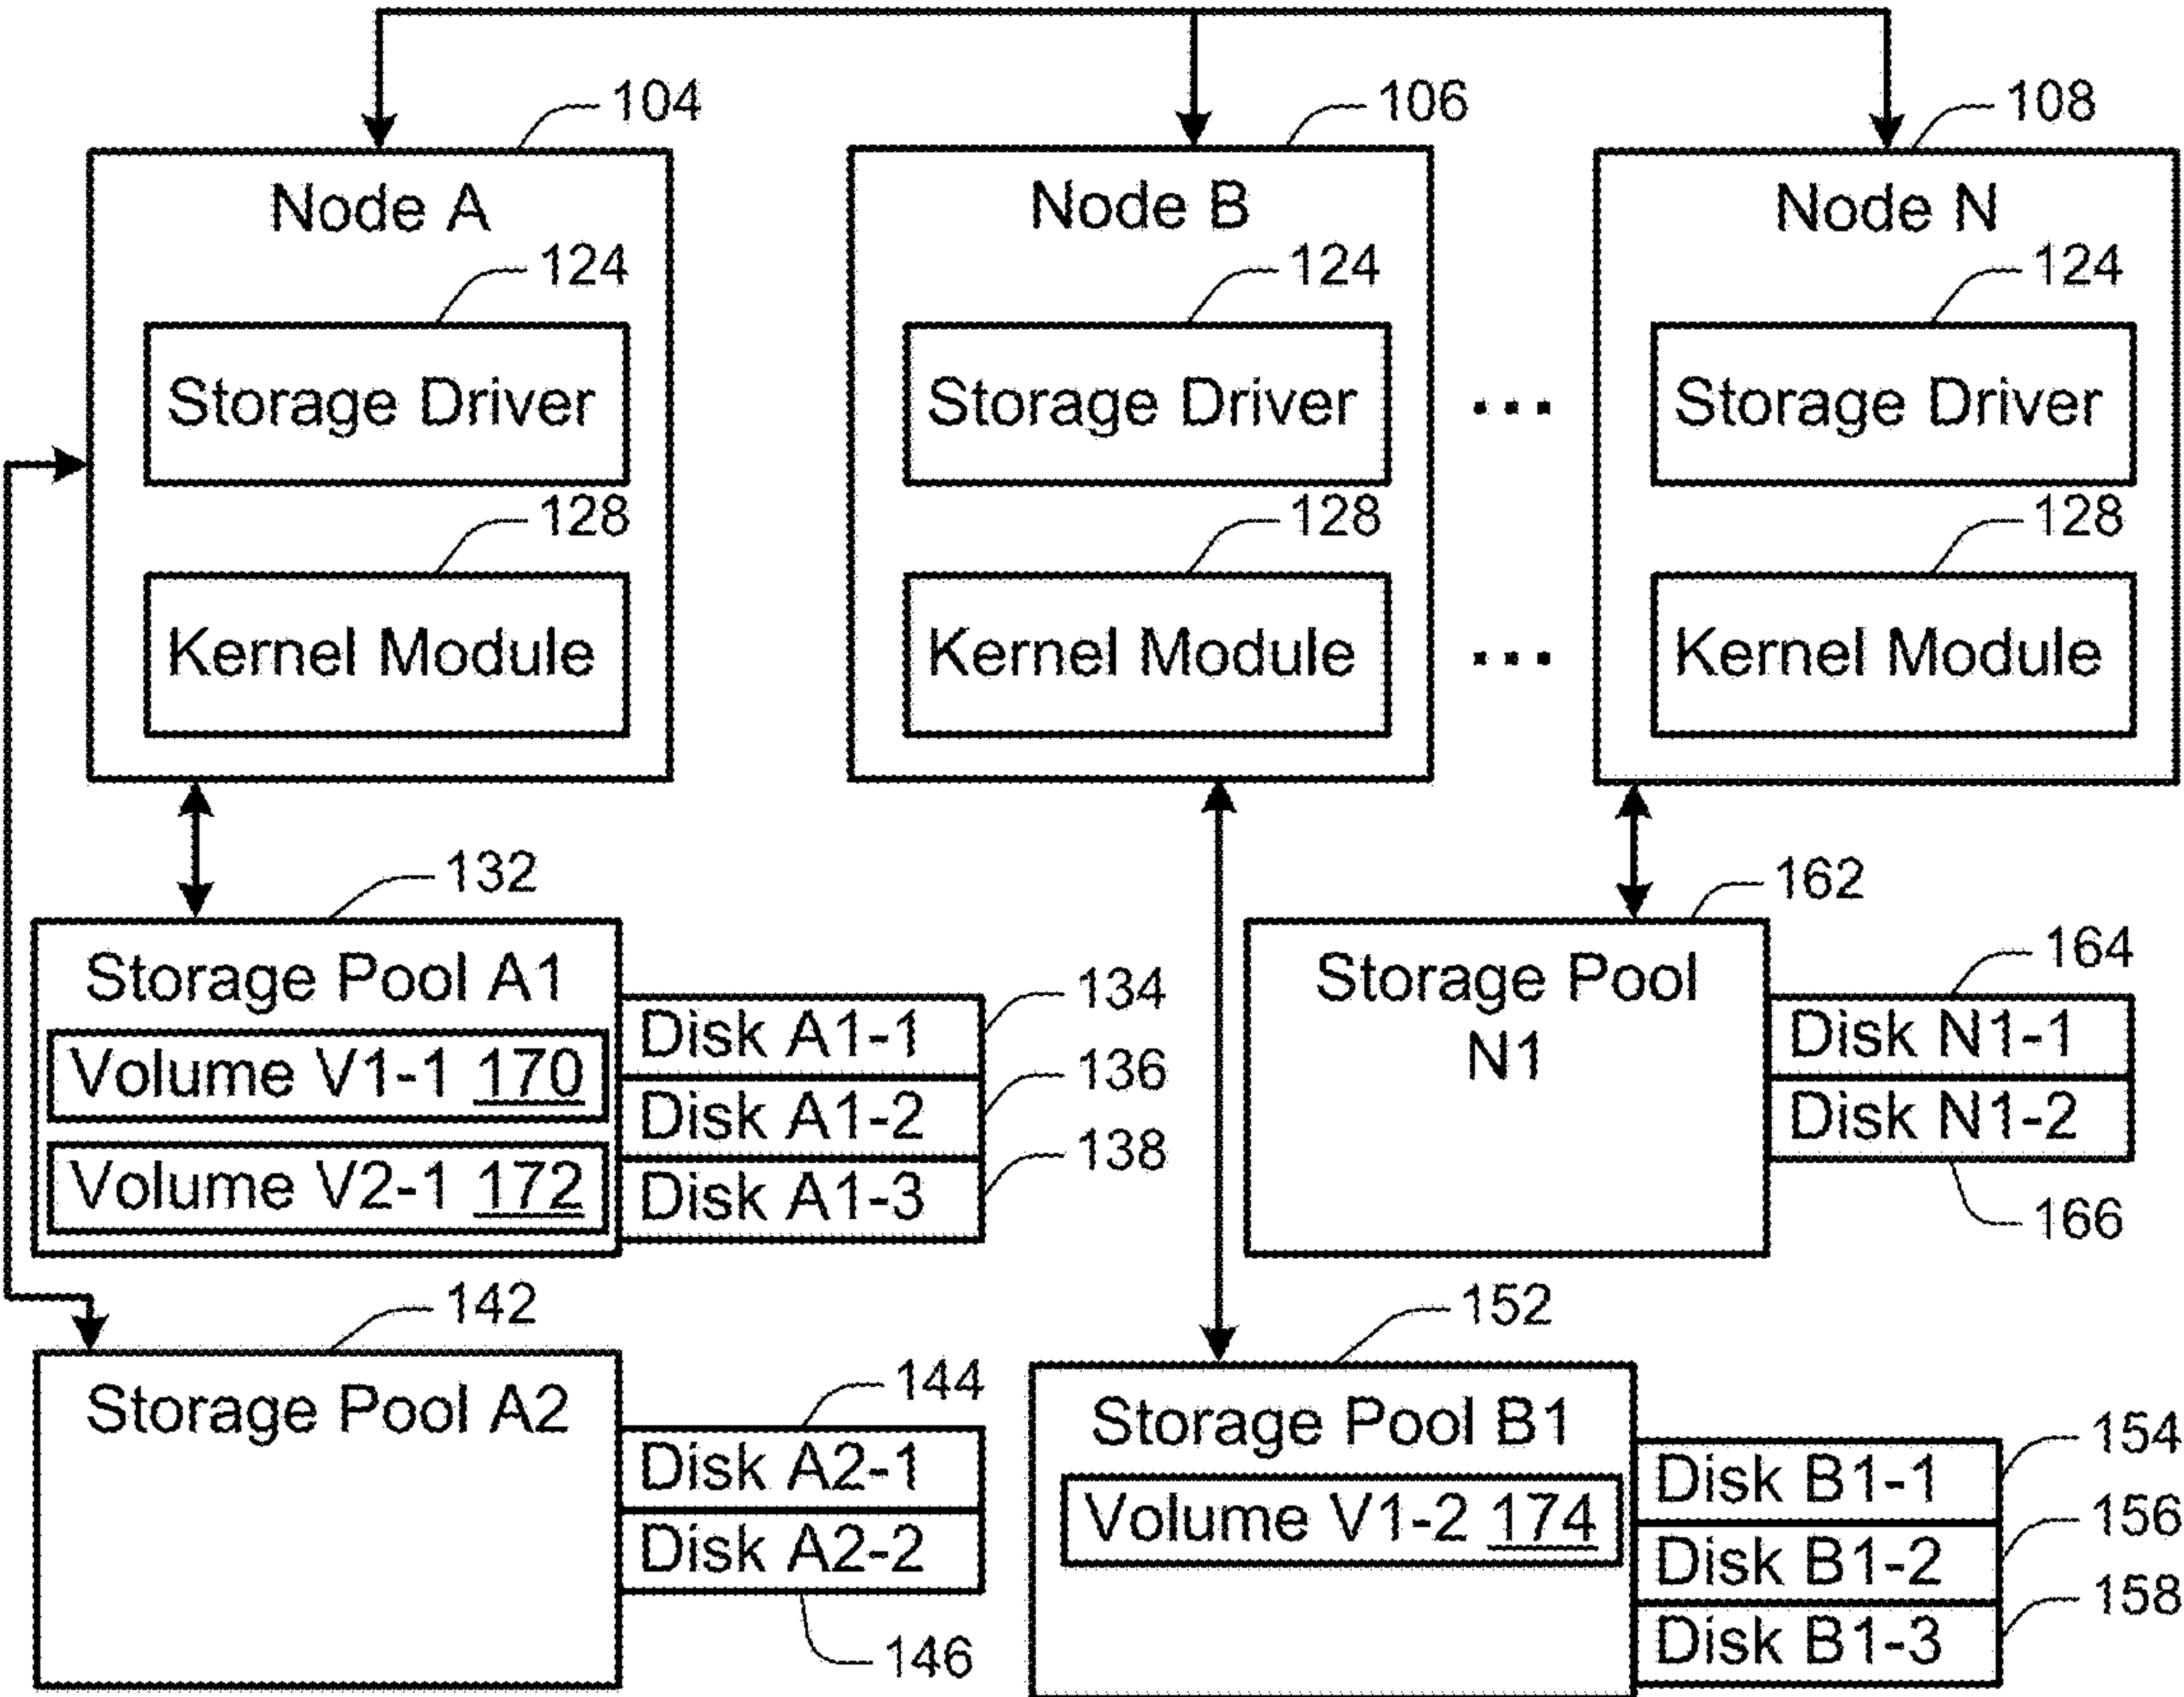 104
106
108
Node A
Node B
Node N
124
124
124
Storage Driver
Storage Driver
...
Storage Driver
128
128
128
Kernel Module
Kernel Module
...
Kernel Module
132
Storage Pool A1
Volume V1-1 170
Volume V2-1 172
Disk A1-1
134
Disk A1-2
136
Disk A1-3
138
162
Storage Pool
N1
164
Disk N1-1
Disk N1-2
166
142
Storage Pool A2
144
Disk A2-1
Disk A2-2
146
152
Storage Pool B1
Volume V1-2 174
Disk B1-1
154
Disk B1-2
156
Disk B1-3
158